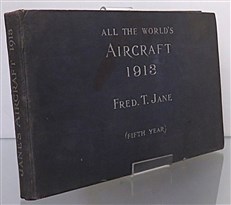 ALL THE WORLD'S
AIRCRAFT
1913
FRED. T. JANE
(FIFTH YEAR)
JANE'S AIRCRAFT 1913